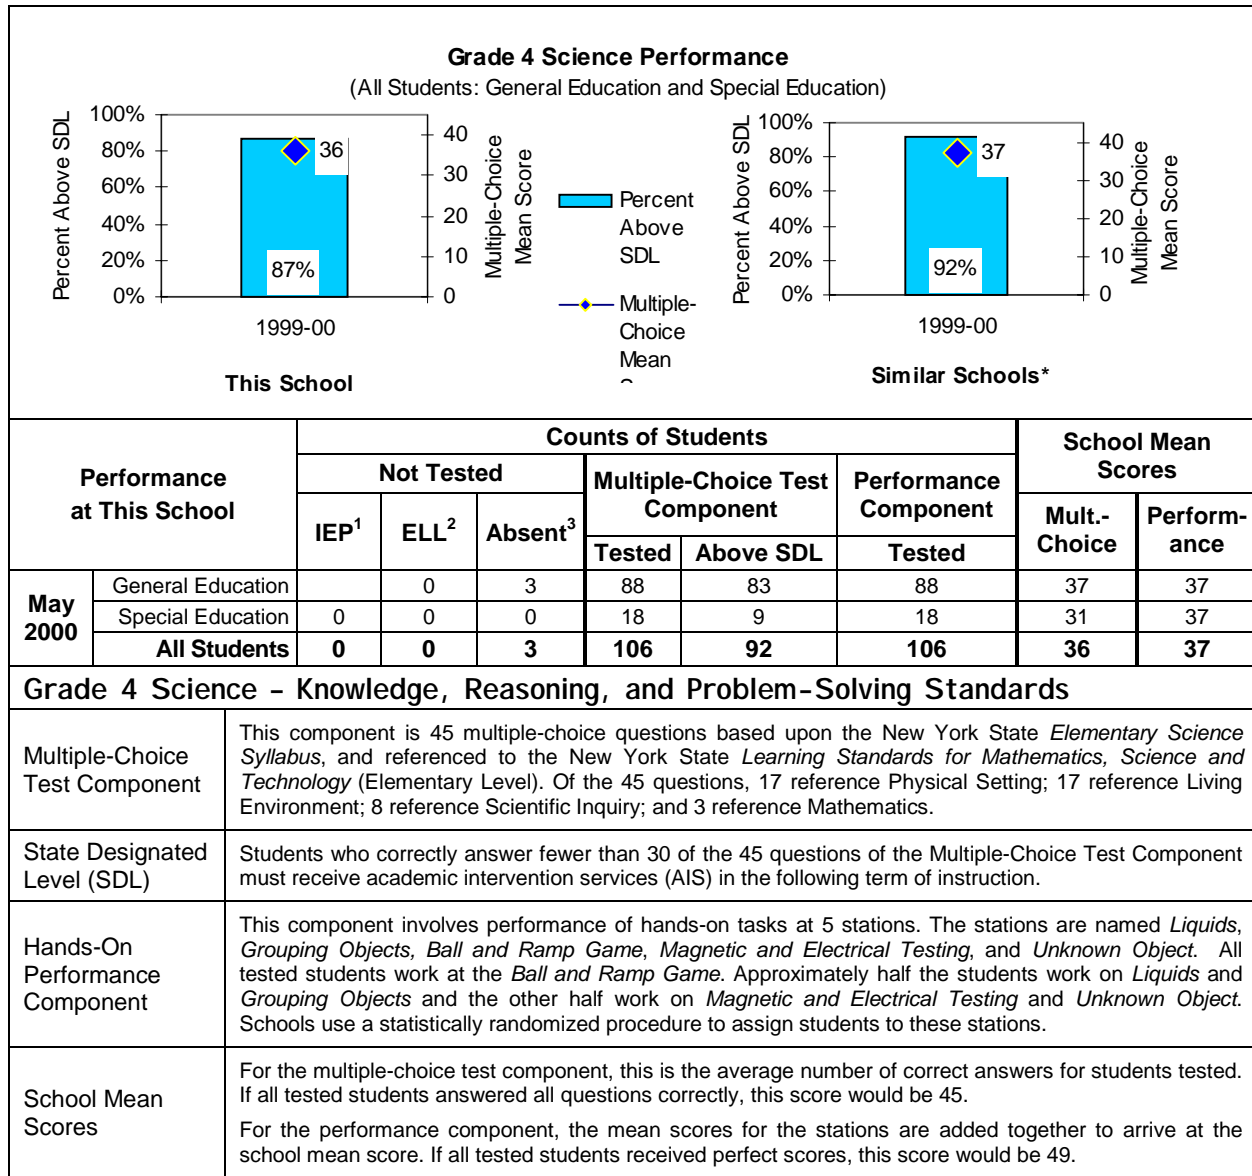 Grade 4 Science Performance
(All Students: General Education and Special Education)
Percent Above SDL
100%
80%
60%
40%
20%
0%
36
87%
40
30
20
10
0
Multiple-Choice
Mean Score
1999-00
This School
Percent
Above
SDL
Multiple-
Choice
Mean
Percent Above SDL
100%
80%
60%
40%
20%
0%
37
92%
40
30
20
10
0
Multiple-Choice
Mean Score
1999-00
Similar Schools*
Performance
at This School
Counts of Students
School Mean
Scores
Not Tested
Multiple-Choice Test
Component
Performance
Component
IEP1 ELL2 Absent3
Tested Above SDL Tested
Mult.-
Choice
Perform-
ance
May
2000
General Education 0 3 88 83 88 37 37
Special Education 0 0 0 18 9 18 31 37
All Students 0 0 3 106 92 106 36 37
Grade 4 Science – Knowledge, Reasoning, and Problem-Solving Standards
Multiple-Choice
Test Component
This component is 45 multiple-choice questions based upon the New York State Elementary Science
Syllabus, and referenced to the New York State Learning Standards for Mathematics, Science and
Technology (Elementary Level). Of the 45 questions, 17 reference Physical Setting; 17 reference Living
Environment; 8 reference Scientific Inquiry; and 3 reference Mathematics.
State Designated
Level (SDL)
Students who correctly answer fewer than 30 of the 45 questions of the Multiple-Choice Test Component
must receive academic intervention services (AIS) in the following term of instruction.
Hands-On
Performance
Component
This component involves performance of hands-on tasks at 5 stations. The stations are named Liquids,
Grouping Objects, Ball and Ramp Game, Magnetic and Electrical Testing, and Unknown Object. All
tested students work at the Ball and Ramp Game. Approximately half the students work on Liquids and
Grouping Objects and the other half work on Magnetic and Electrical Testing and Unknown Object.
Schools use a statistically randomized procedure to assign students to these stations.
School Mean
Scores
For the multiple-choice test component, this is the average number of correct answers for students tested.
If all tested students answered all questions correctly, this score would be 45.
For the performance component, the mean scores for the stations are added together to arrive at the
school mean score. If all tested students received perfect scores, this score would be 49.